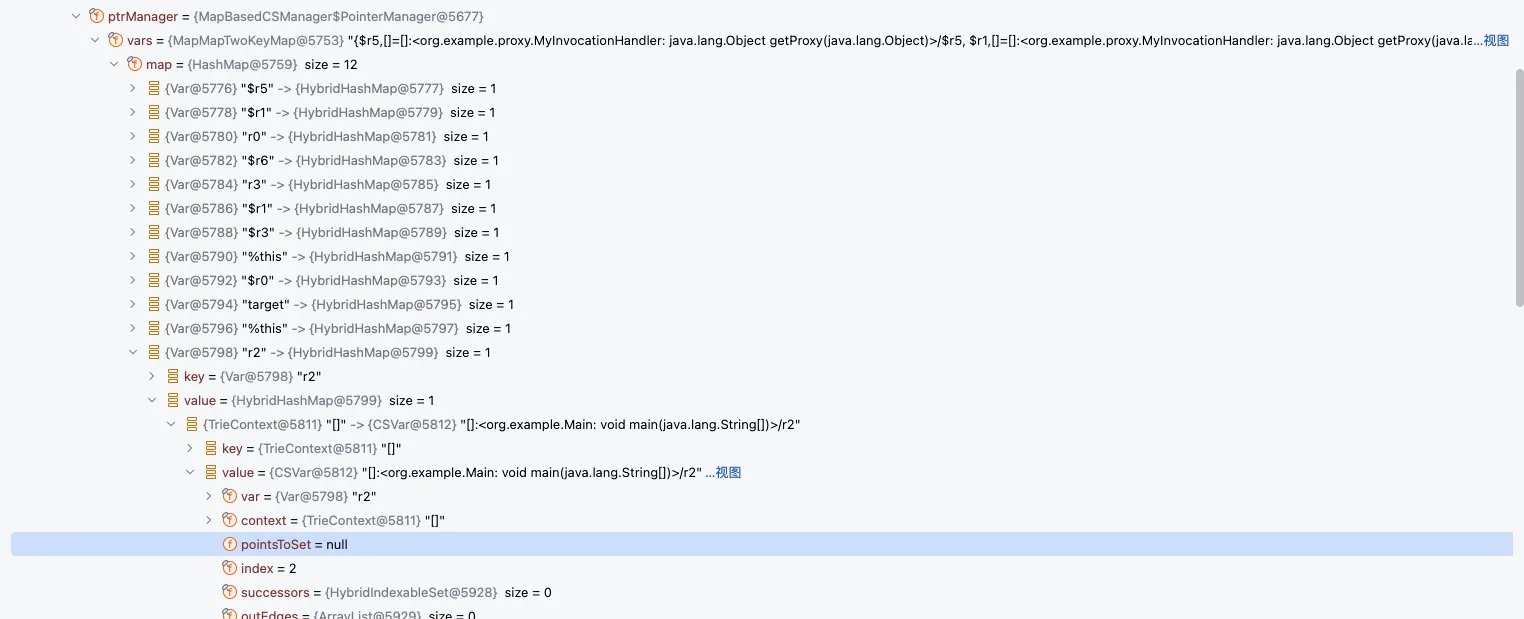 ptrManager = {MapBasedCSManager$PointerManager@5677}
vars = {MapMapTwoKeyMap@5753} "{$r5,[]=[]:<org.example.proxy.MyInvocationHandler: java.lang.Object getProxy(java.lang.Object)>/$r5, $r1,[]=[]:<org.example.proxy.MyInvocationHandler: java.lang.Object getProxy(java.la...视图
map = {HashMap@5759} size = 12
{Var@5776} "$r5" -> {HybridHashMap@5777} size = 1
{Var@5778} "$r1" -> {HybridHashMap@5779} size = 1
{Var@5780} "r0" -> {HybridHashMap@5781} size = 1
{Var@5782} "$r6" -> {HybridHashMap@5783} size = 1
{Var@5784} "r3" -> {HybridHashMap@5785} size = 1
{Var@5786} "$r1" -> {HybridHashMap@5787} size = 1
{Var@5788} "$r3" -> {HybridHashMap@5789} size = 1
{Var@5790} "%this" -> {HybridHashMap@5791} size = 1
{Var@5792} "$r0" -> {HybridHashMap@5793} size = 1
{Var@5794} "target" -> {HybridHashMap@5795} size = 1
{Var@5796} "%this" -> {HybridHashMap@5797} size = 1
{Var@5798} "r2" -> {HybridHashMap@5799} size = 1
key = {Var@5798} "r2"
value = {HybridHashMap@5799} size = 1
{TrieContext@5811} "[]" -> {CSVar@5812} "[]:<org.example.Main: void main(java.lang.String[])>/r2"
key = {TrieContext@5811} "[]"
value = {CSVar@5812} "[]:<org.example.Main: void main(java.lang.String[])>/r2" ...视图
var = {Var@5798} "r2"
context = {TrieContext@5811} "[]"
pointsToSet = null
index = 2
successors = {HybridIndexableSet@5928} size = 0
outEdges = {ArrayList@5929} size = 0